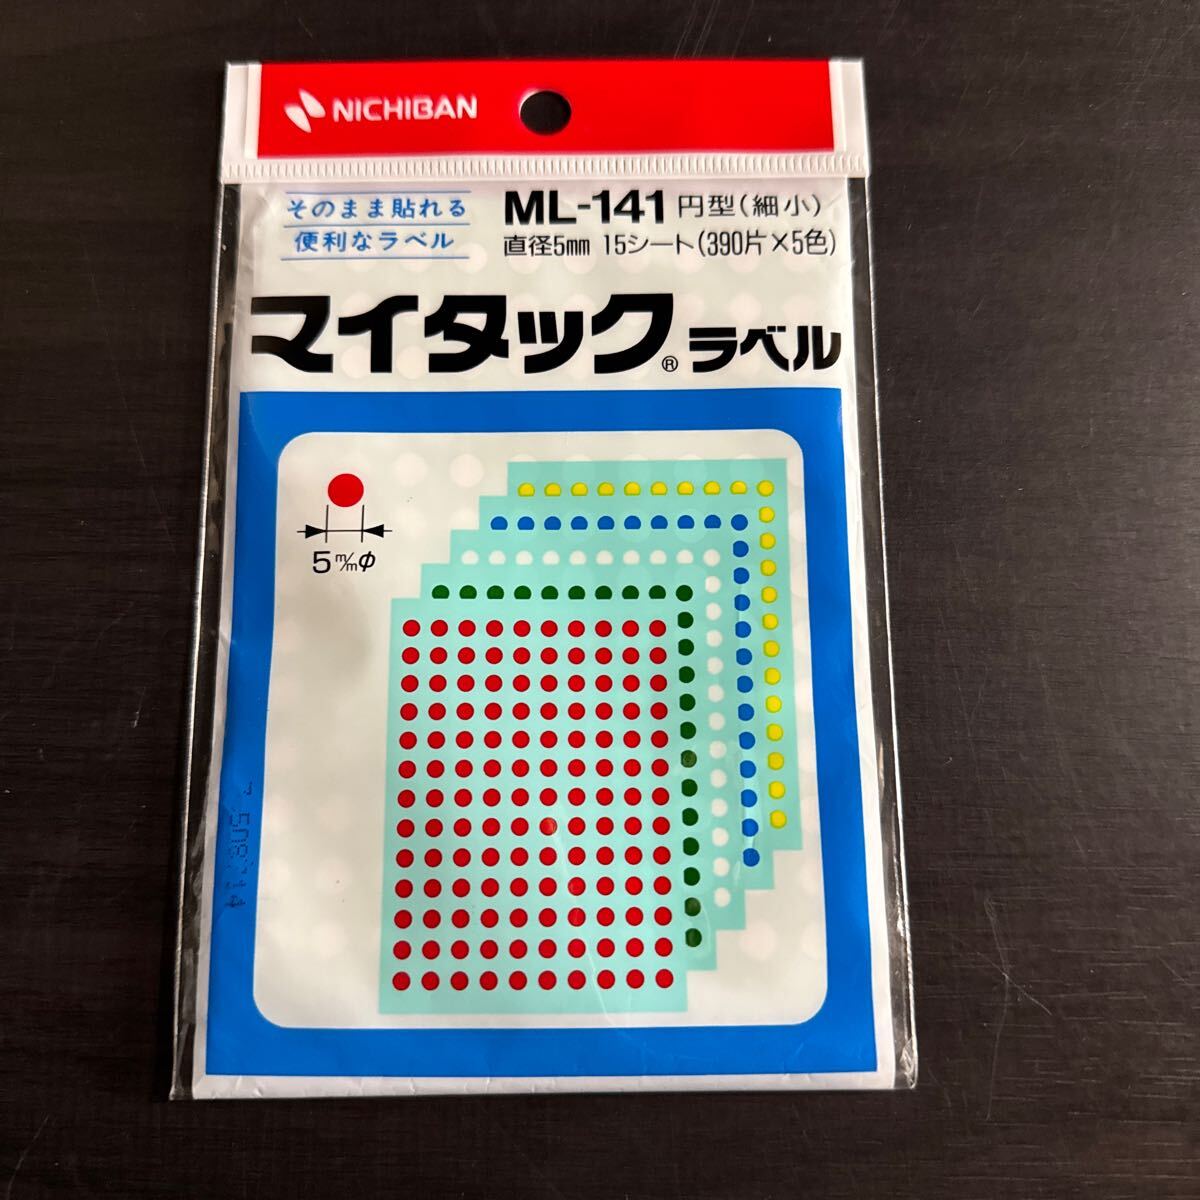 NICHIBAN
そのまま貼れる
便利なラベル
ML-141 円型(細小)
直径5mm 15シート(390片×5色)
マイタック® ラベル
5 m/m φ